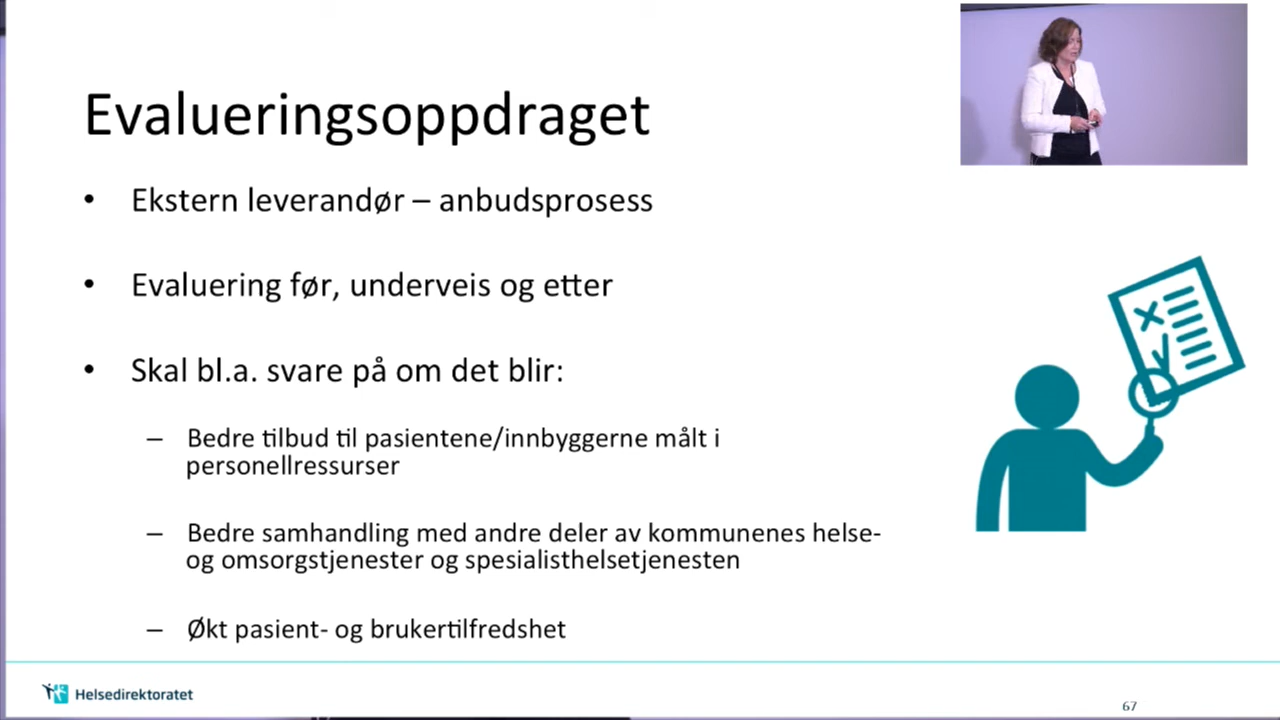 Evalueringsoppdraget
• Ekstern leverandør – anbudsprosess
• Evaluering før, underveis og etter
• Skal bl.a. svare på om det blir:
– Bedre tilbud til pasientene/innbyggerne målt i
personellressurser
– Bedre samhandling med andre deler av kommunenes helse-
og omsorgstjenester og spesialisthelsetjenesten
– Økt pasient- og brukertilfredshet
Helsedirektoratet
67